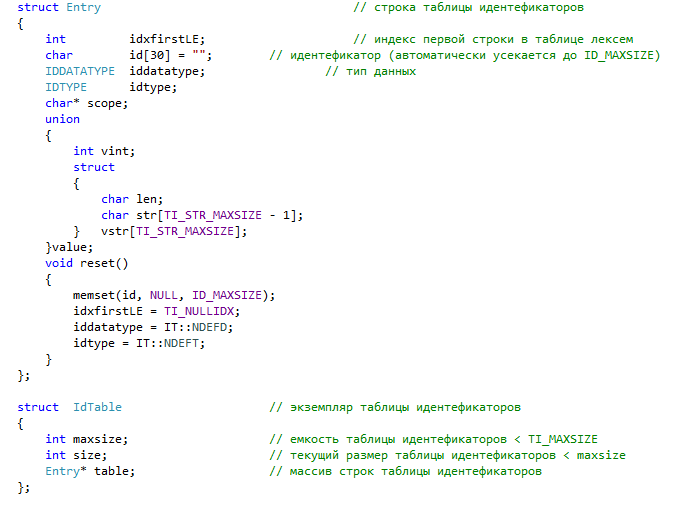 struct Entry // строка таблицы идентефикаторов
{
int idxfirstLE; // индекс первой строки в таблице лексем
char id[30] = ""; // идентефикатор (автоматически усекается до ID_MAXSIZE)
IDDATATYPE iddatatype; // тип данных
IDTYPE idtype;
char* scope;
union
{
int vint;
struct
{
char len;
char str[TI_STR_MAXSIZE - 1];
} vstr[TI_STR_MAXSIZE];
}value;
void reset()
{
memset(id, NULL, ID_MAXSIZE);
idxfirstLE = TI_NULLIDX;
iddatatype = IT::NDEFD;
idtype = IT::NDEFT;
}
};
struct IdTable // экземпляр таблицы идентефикаторов
{
int maxsize; // емкость таблицы идентефикаторов < TI_MAXSIZE
int size; // текущий размер таблицы идентефикаторов < maxsize
Entry* table; // массив строк таблицы идентефикаторов
};